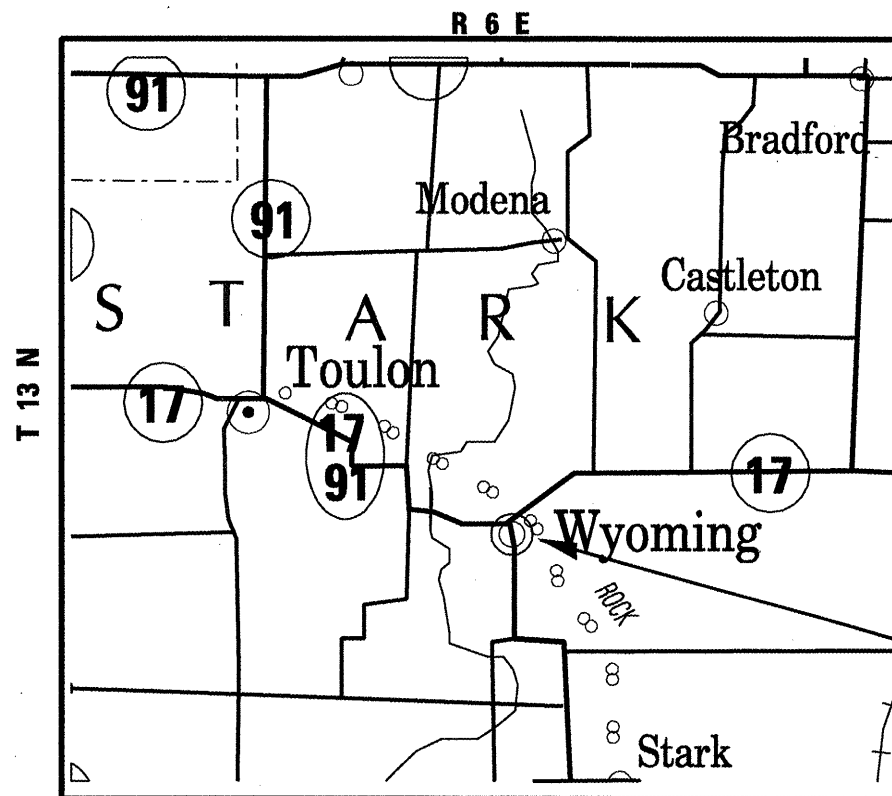 R 6 E
91
Bradford
Modena
91
Castleton
S T A R K
T 13 N
Toulon
17
17
91
17
Wyoming
ROCK
Stark